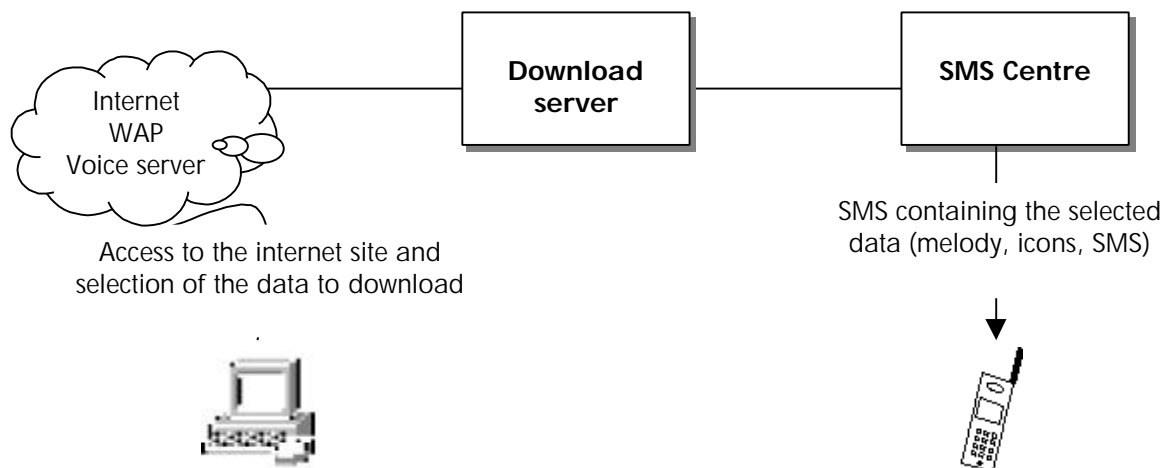 Internet
WAP
Voice server
Download
server
SMS Centre
SMS containing the selected
data (melody, icons, SMS)
Access to the internet site and
selection of the data to download